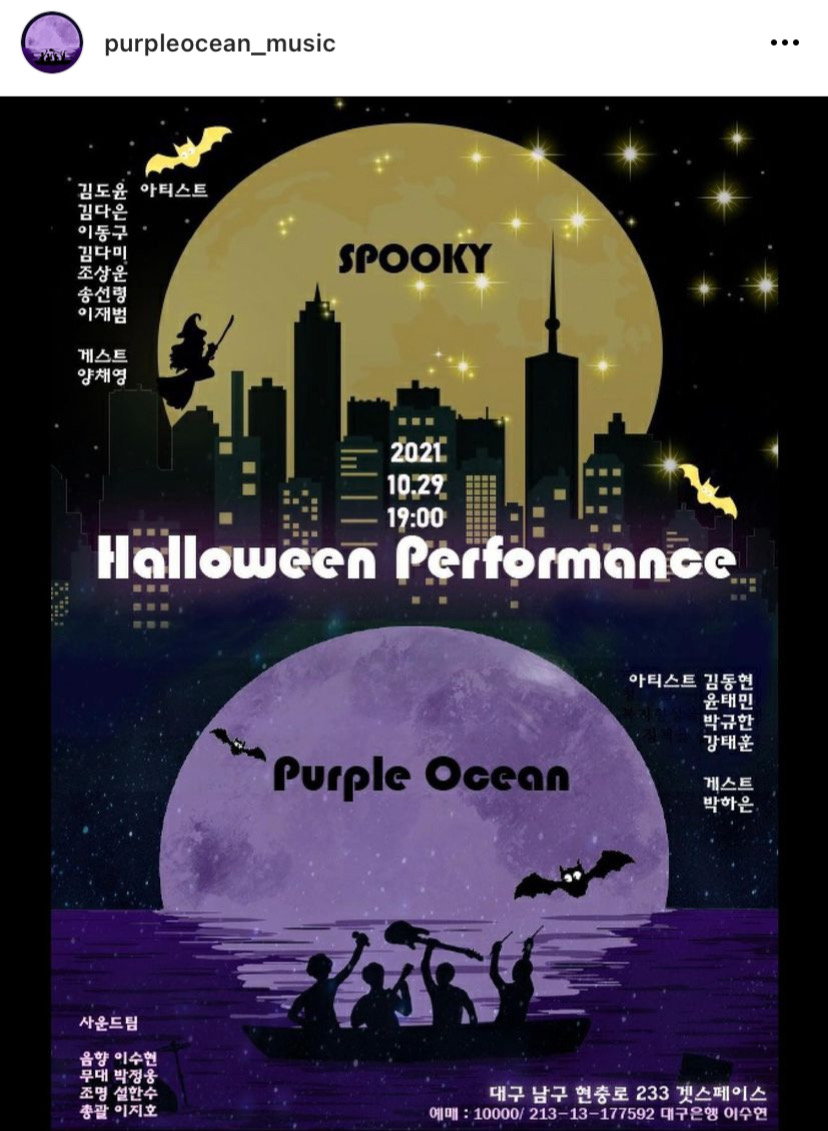 purpleocean_music
김도윤 아티스트
김다은
이동구
김다미
조상운
송선령
이재범
게스트
양채영
SPOOKY
2021
10.29
19:00
Halloween Performance
아티스트 김동현
윤태민
박규한
강태훈
게스트
박하은
Purple Ocean
사운드팀
음향 이수현
무대 박정웅
조명 설한수
총괄 이지호
대구 남구 현충로 233 겟스페이스
예매 : 10000/ 213-13-177592 대구은행 이수현